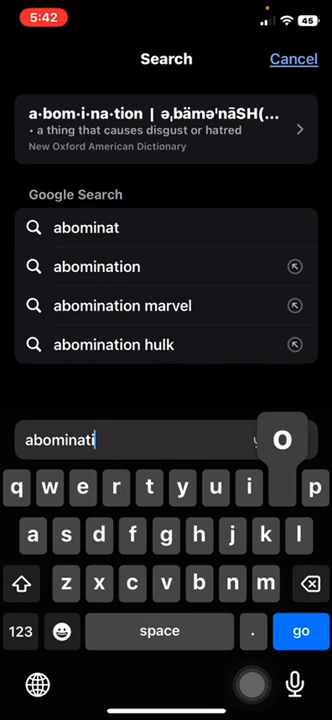 5:42
45
Search
Cancel
a·bom·i·na·tion | əˌbäməˈnāSH(...
• a thing that causes disgust or hatred
New Oxford American Dictionary
Google Search
abominat
abomination
abomination marvel
abomination hulk
abominati
o
q w e r t y u i p
a s d f g h j k l
z x c v b n m
123 space . go